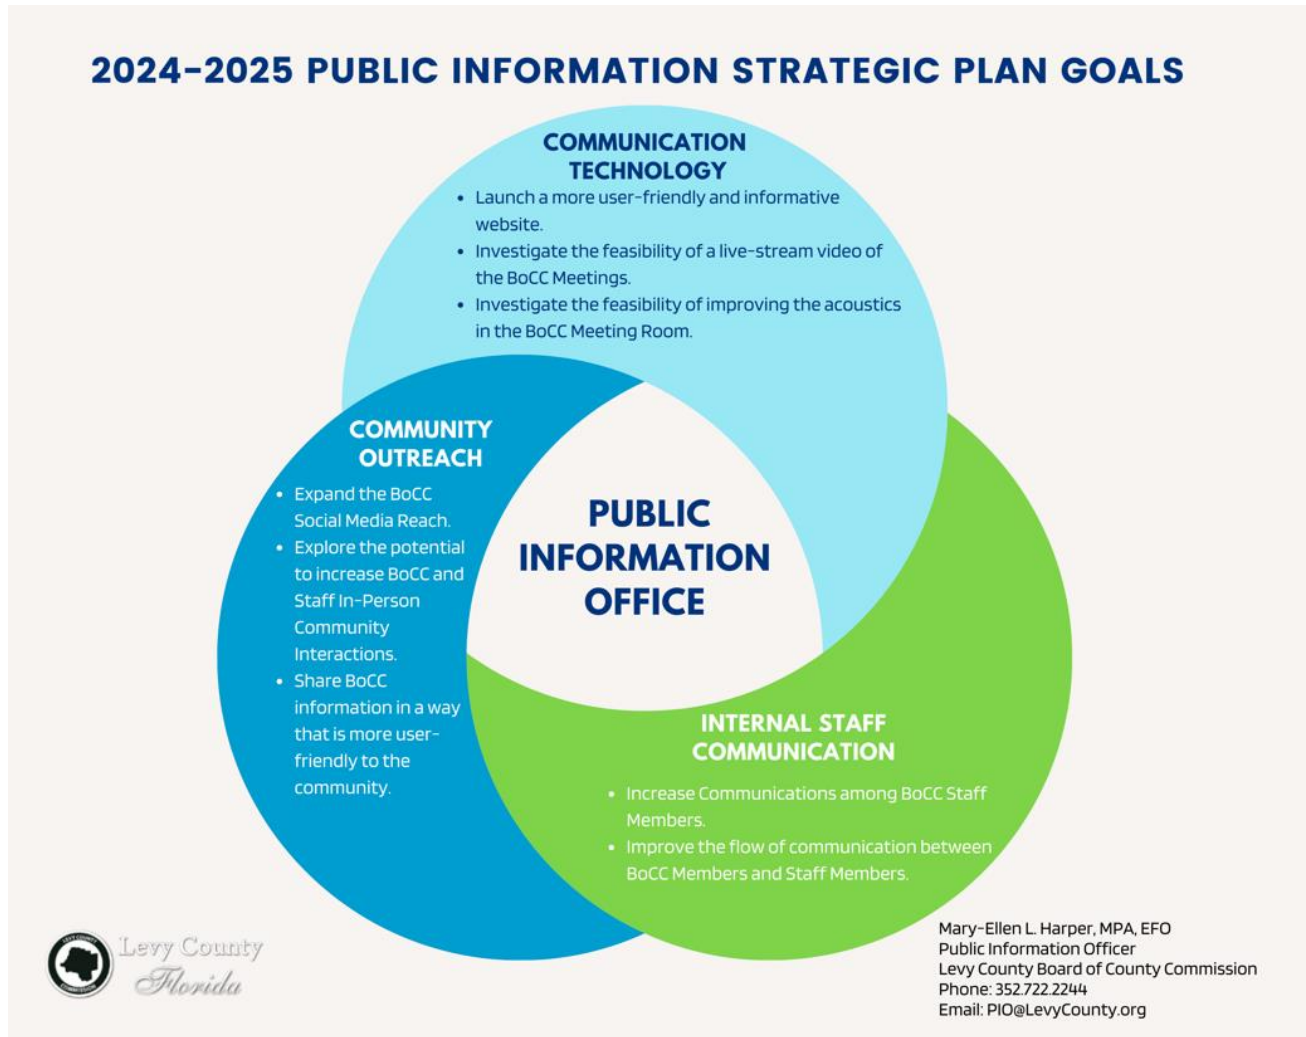 2024-2025 PUBLIC INFORMATION STRATEGIC PLAN GOALS
COMMUNICATION
TECHNOLOGY
• Launch a more user-friendly and informative
website.
• Investigate the feasibility of a live-stream video of
the BoCC Meetings.
• Investigate the feasibility of improving the acoustics
in the BoCC Meeting Room.
COMMUNITY
OUTREACH
• Expand the BoCC
Social Media Reach.
• Explore the potential
to increase BoCC and
Staff In-Person
Community
Interactions.
• Share BoCC
information in a way
that is more user-
friendly to the
community.
PUBLIC
INFORMATION
OFFICE
INTERNAL STAFF
COMMUNICATION
• Increase Communications among BoCC Staff
Members.
• Improve the flow of communication between
BoCC Members and Staff Members.
LEVY COUNTY
COMMISSION
Levy County
Florida
Mary-Ellen L. Harper, MPA, EFO
Public Information Officer
Levy County Board of County Commission
Phone: 352.722.2244
Email: PIO@LevyCounty.org